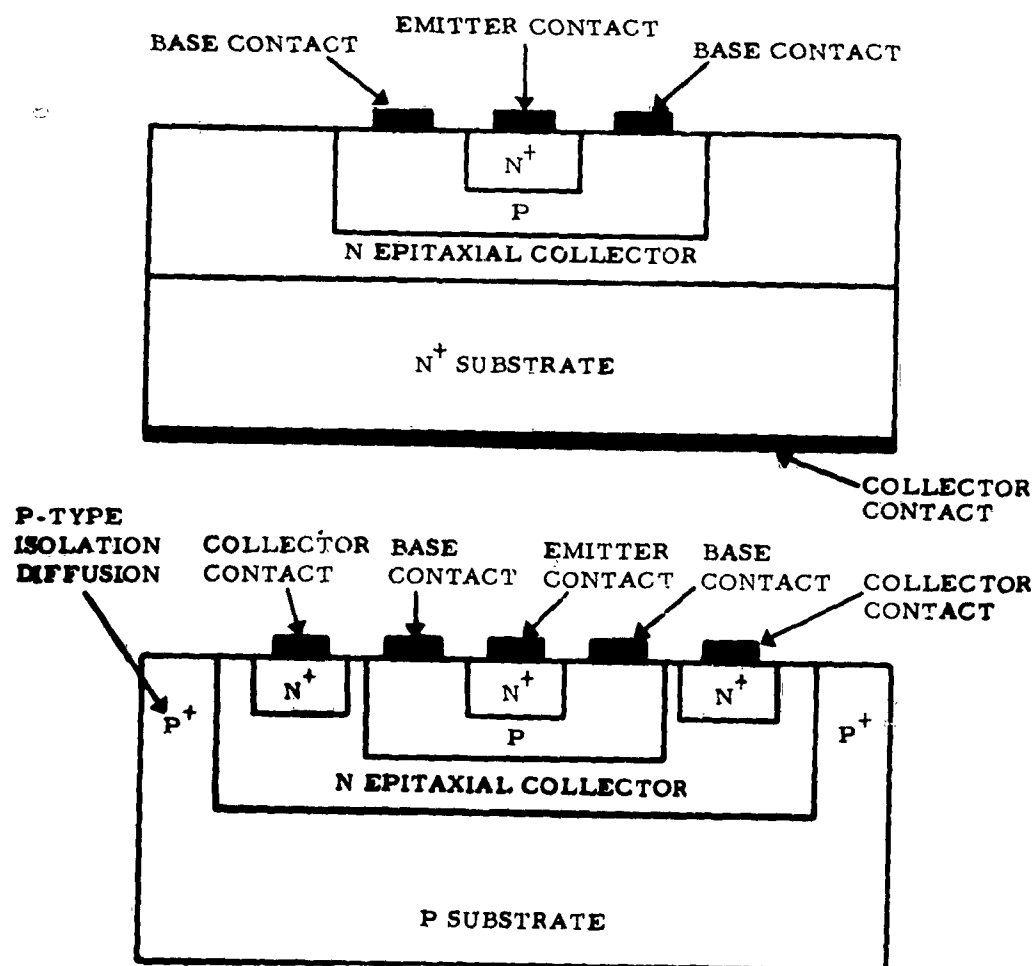 BASE CONTACT
EMITTER CONTACT
BASE CONTACT
N+
P
N EPITAXIAL COLLECTOR
N+ SUBSTRATE
COLLECTOR
CONTACT
P-TYPE
ISOLATION
DIFFUSION
COLLECTOR
CONTACT
BASE
CONTACT
EMITTER
CONTACT
BASE
CONTACT
COLLECTOR
CONTACT
P+
N+
N+
N+
P+
P
N EPITAXIAL COLLECTOR
P SUBSTRATE